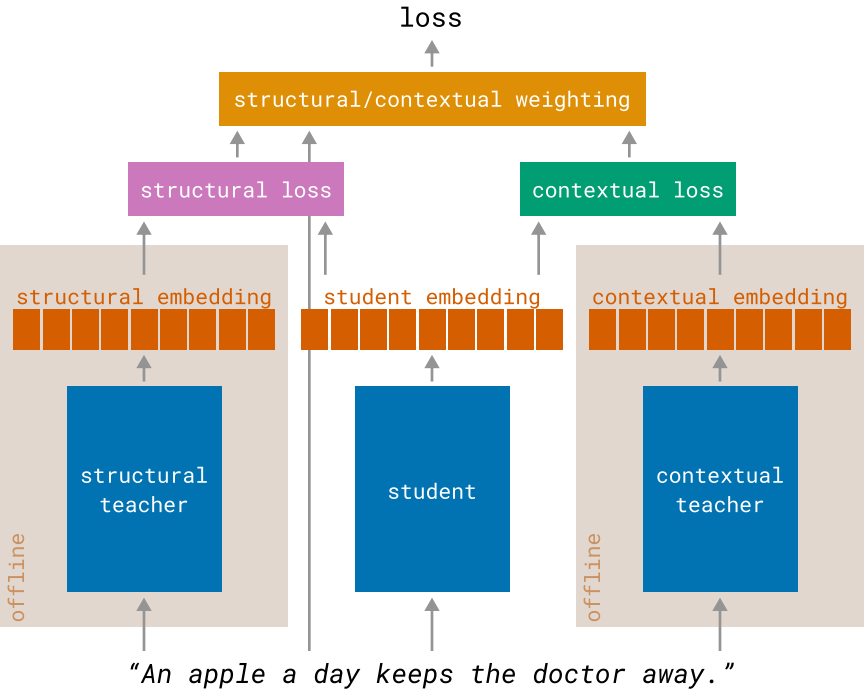 loss
structural/contextual weighting
structural loss
contextual loss
structural embedding
student embedding
contextual embedding
structural
teacher
student
contextual
teacher
offline
offline
“An apple a day keeps the doctor away.”